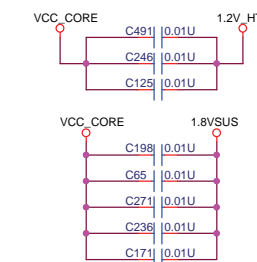 VCC_CORE 1.2V_H
C491 0.01U
C246 0.01U
C125 0.01U
VCC_CORE 1.8VSUS
C198 0.01U
C65 0.01U
C271 0.01U
C236 0.01U
C171 0.01U